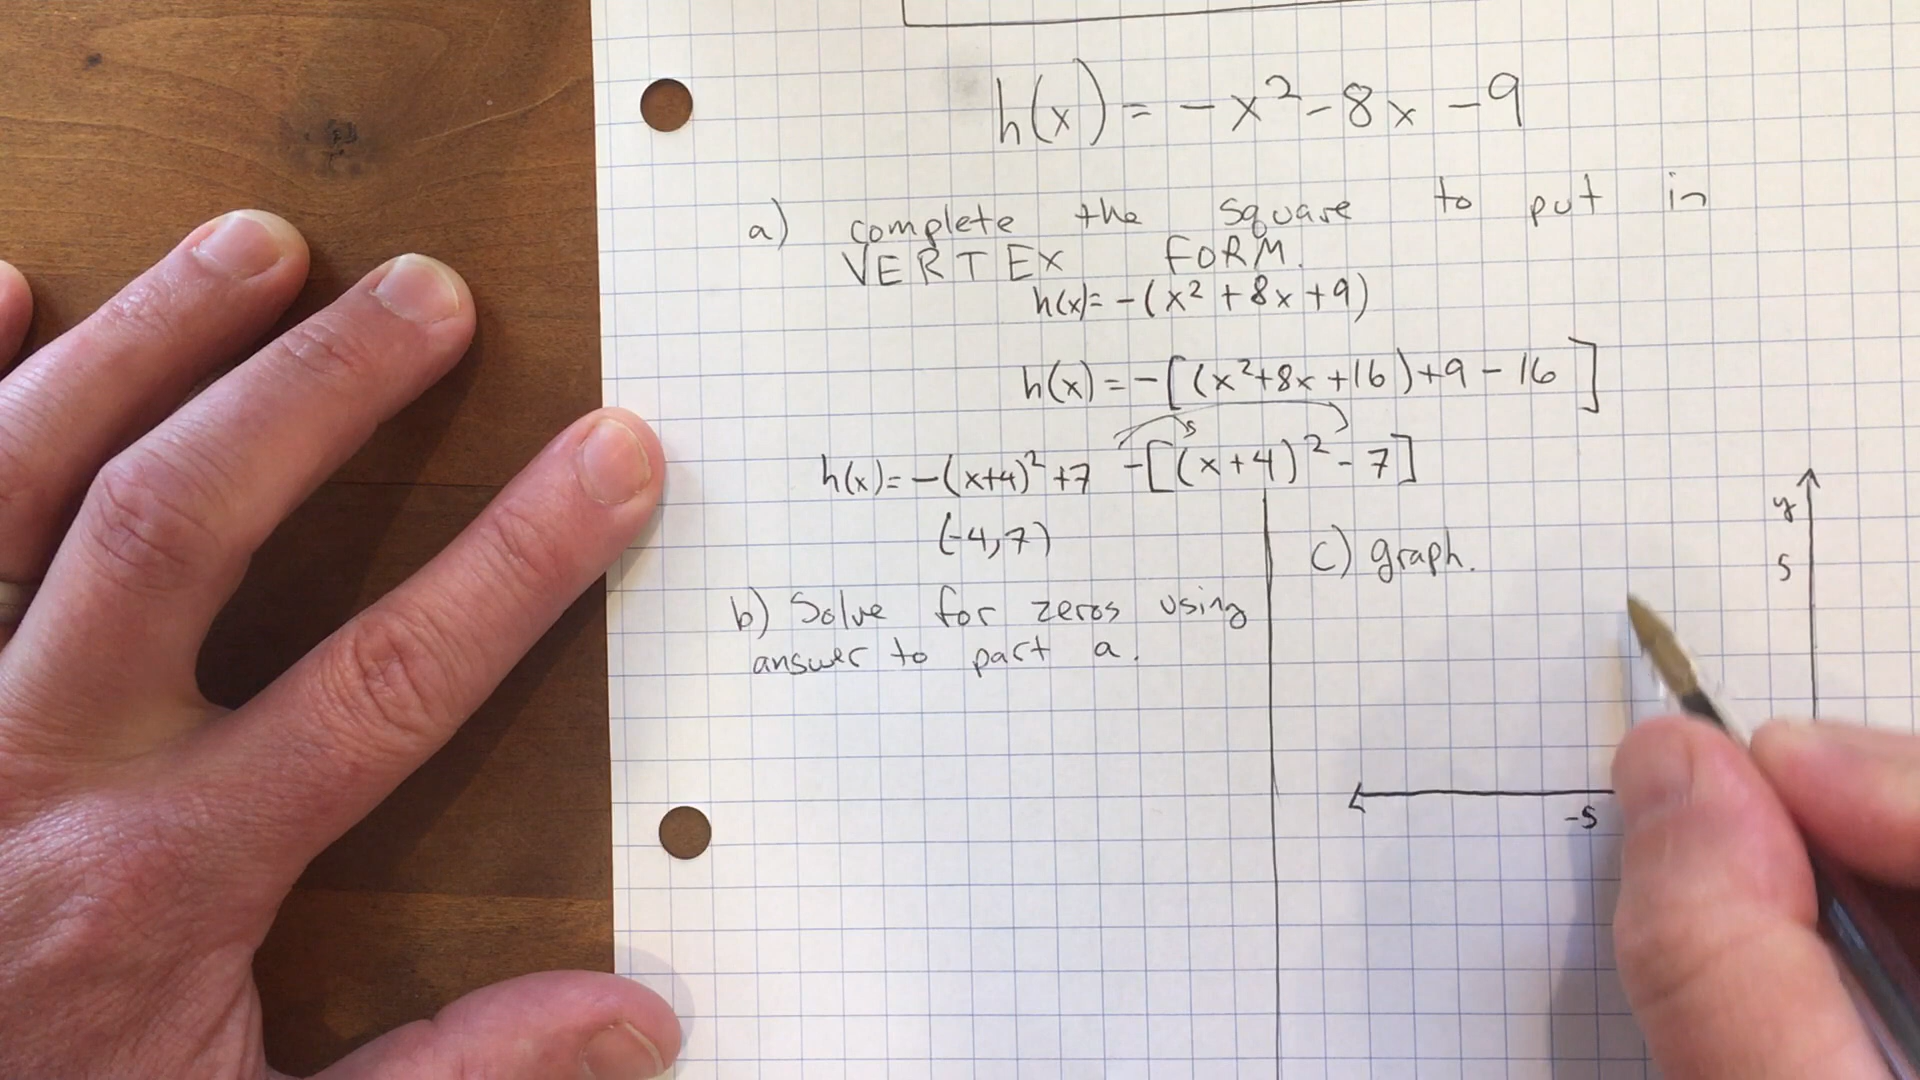 h(x) = -x² - 8x - 9
a) complete the square to put in
VERTEX FORM.
h(x) = -(x² + 8x + 9)
h(x) = -[(x² + 8x + 16) + 9 - 16]
h(x) = -(x+4)² + 7 -[(x+4)² - 7]
(-4, 7)
b) Solve for zeros using
answer to part a.
c) graph.
y
5
-5